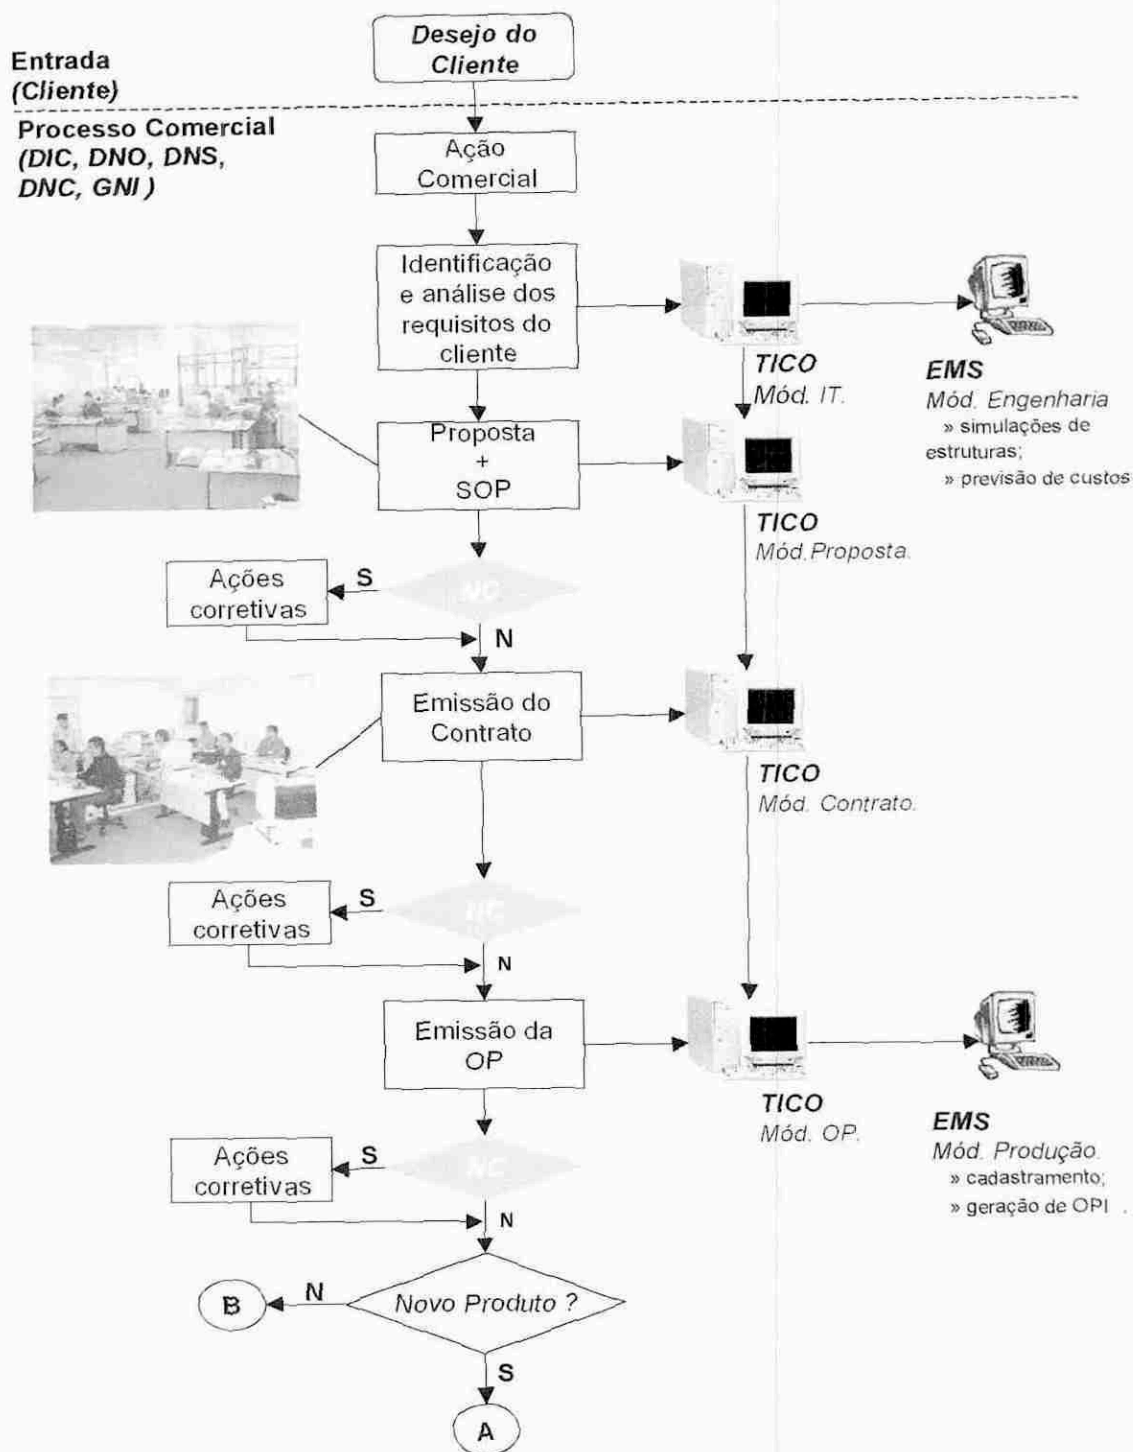 Desejo do
Cliente
Entrada
(Cliente)
Processo Comercial
(DIC, DNO, DNS,
DNC, GNI)
Ação
Comercial
Identificação
e análise dos
requisitos do
cliente
TICO
Mód. IT.
EMS
Mód. Engenharia
» simulações de
estruturas;
» previsão de custos
Proposta
+
SOP
TICO
Mód.Proposta.
Ações
corretivas
S
NC
N
Emissão do
Contrato
TICO
Mód. Contrato.
Ações
corretivas
S
NC
N
Emissão da
OP
TICO
Mód. OP.
EMS
Mód. Produção.
» cadastramento;
» geração de OPI .
Ações
corretivas
S
NC
N
B
N
Novo Produto ?
S
A